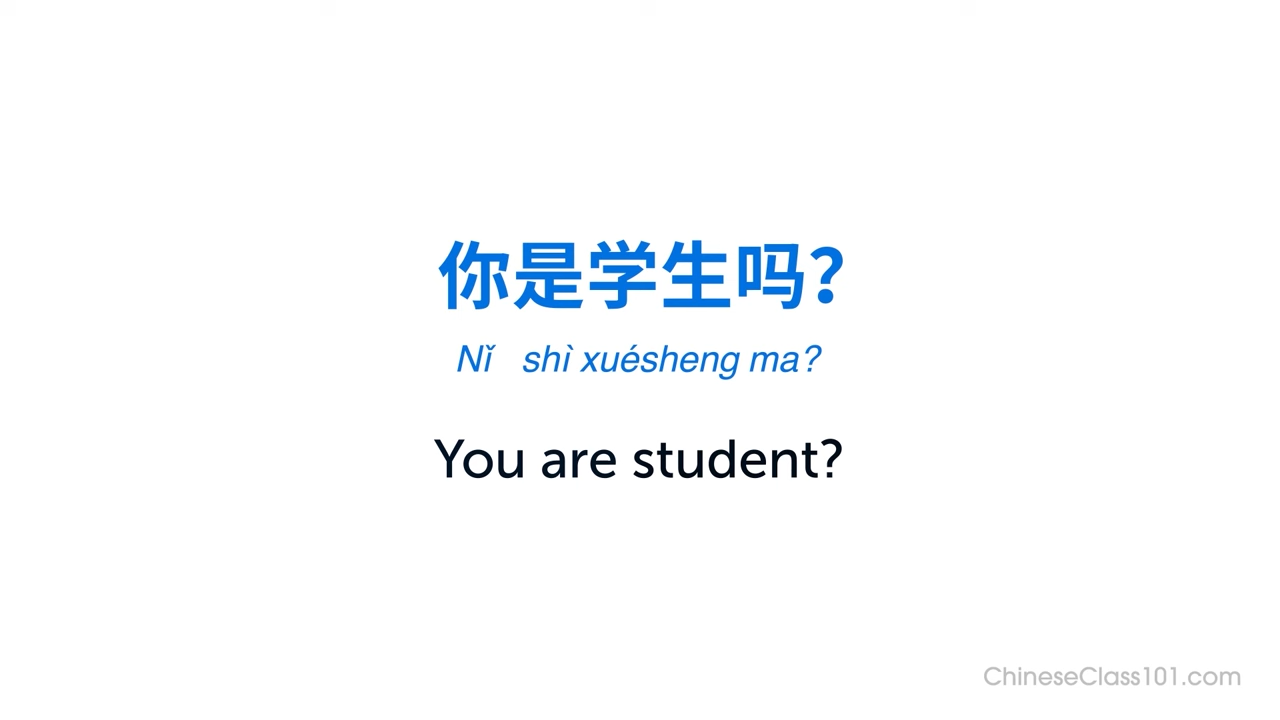 你是学生吗？
Nǐ shì xuésheng ma?
You are student?
ChineseClass101.com